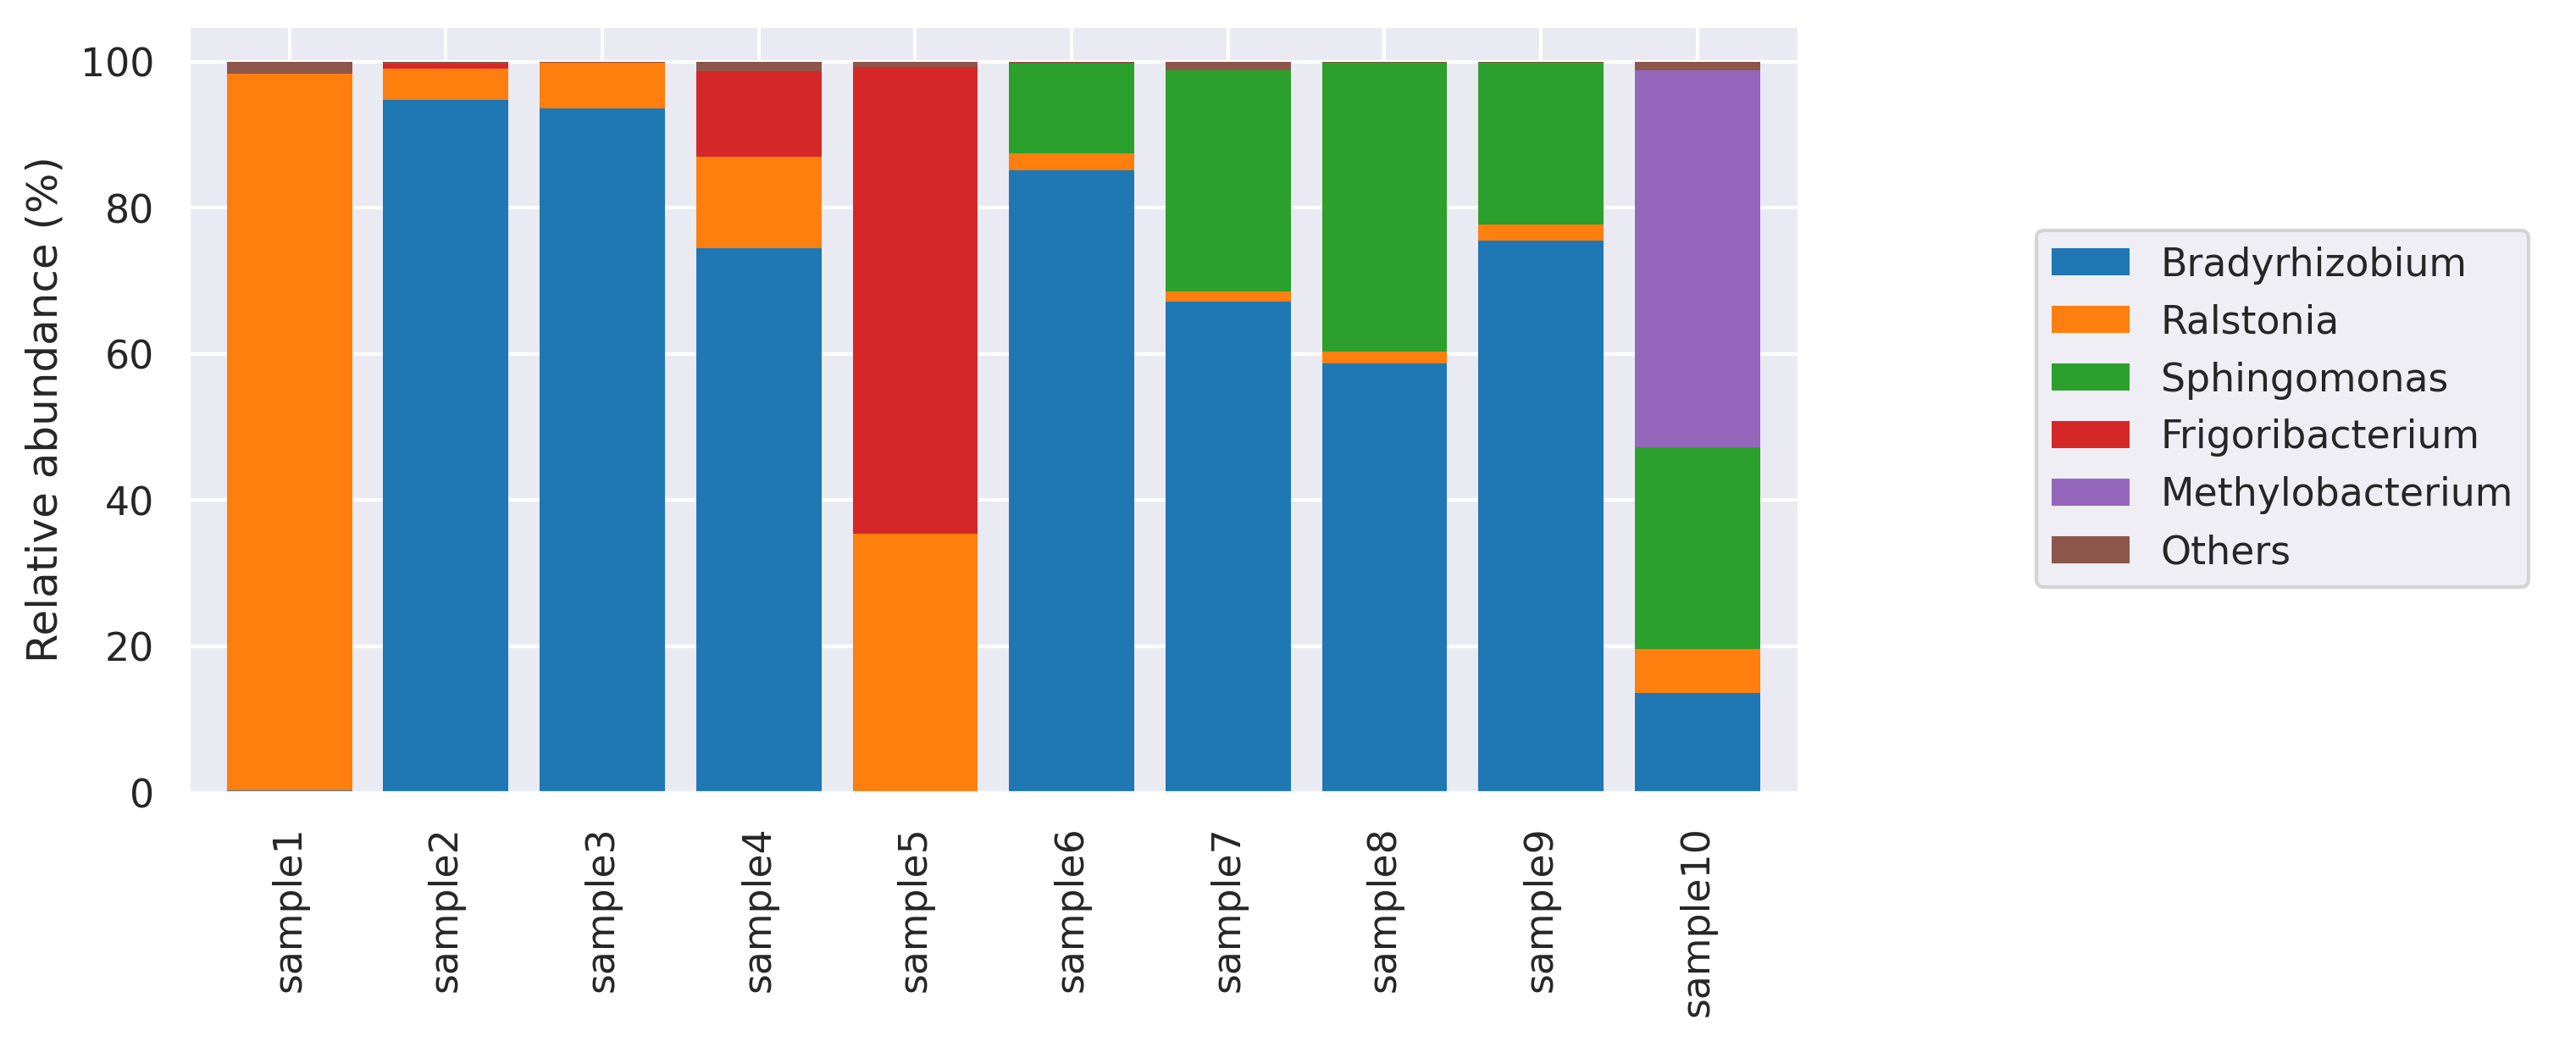 Relative abundance (%)
100
80
60
40
20
0
sample1
sample2
sample3
sample4
sample5
sample6
sample7
sample8
sample9
sample10
Bradyrhizobium
Ralstonia
Sphingomonas
Frigoribacterium
Methylobacterium
Others